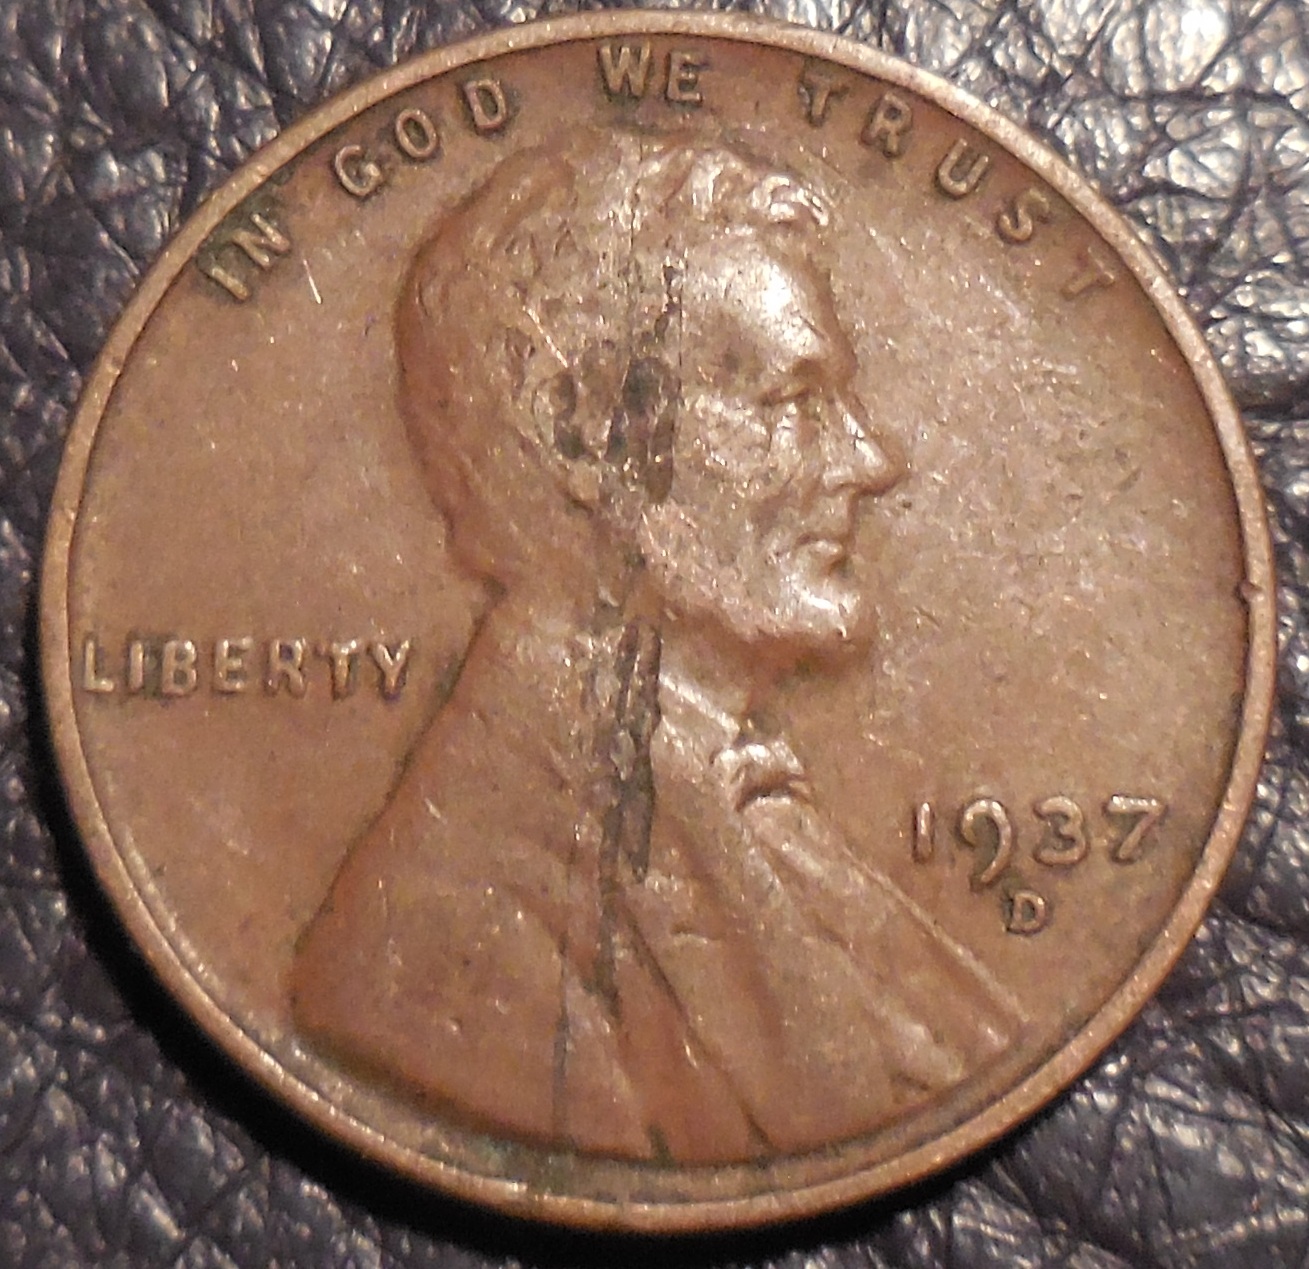 IN GOD WE TRUST
LIBERTY
1937
D